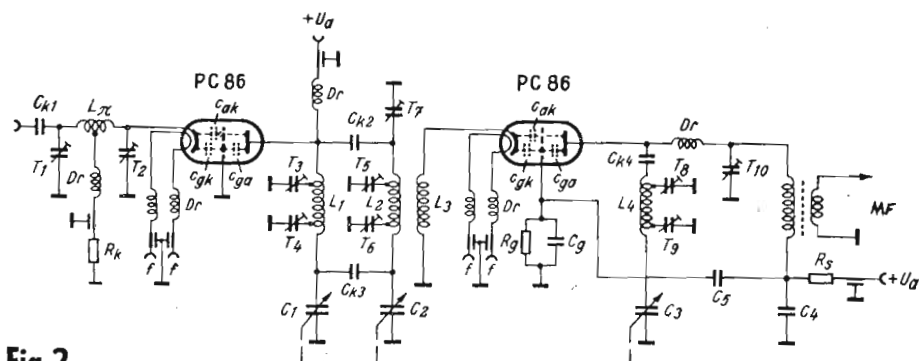 +Ua
PC 86
PC 86
Ck1
Lπ
cak
Dr
Ck2
T7
cak
Dr
T1
T2
cgk
cga
T3
T5
cgk
cga
Ck4
T8
T10
Dr
Dr
L1
L2
L3
Dr
L4
MF
T4
T6
Rg
Cg
T9
Rk
f
f
f
f
Ck3
C5
Rs
+Ua
C1
C2
C3
C4
Fig. 2